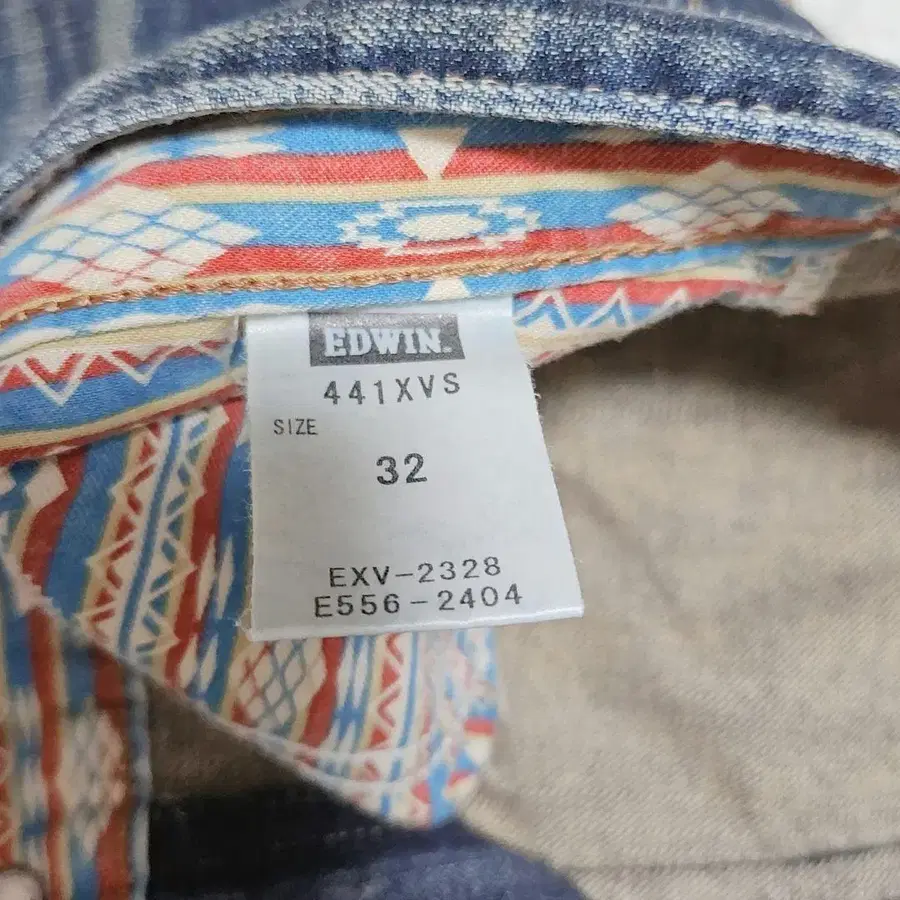 EDWIN.
441XVS
SIZE
32
EXV-2328
E556-2404